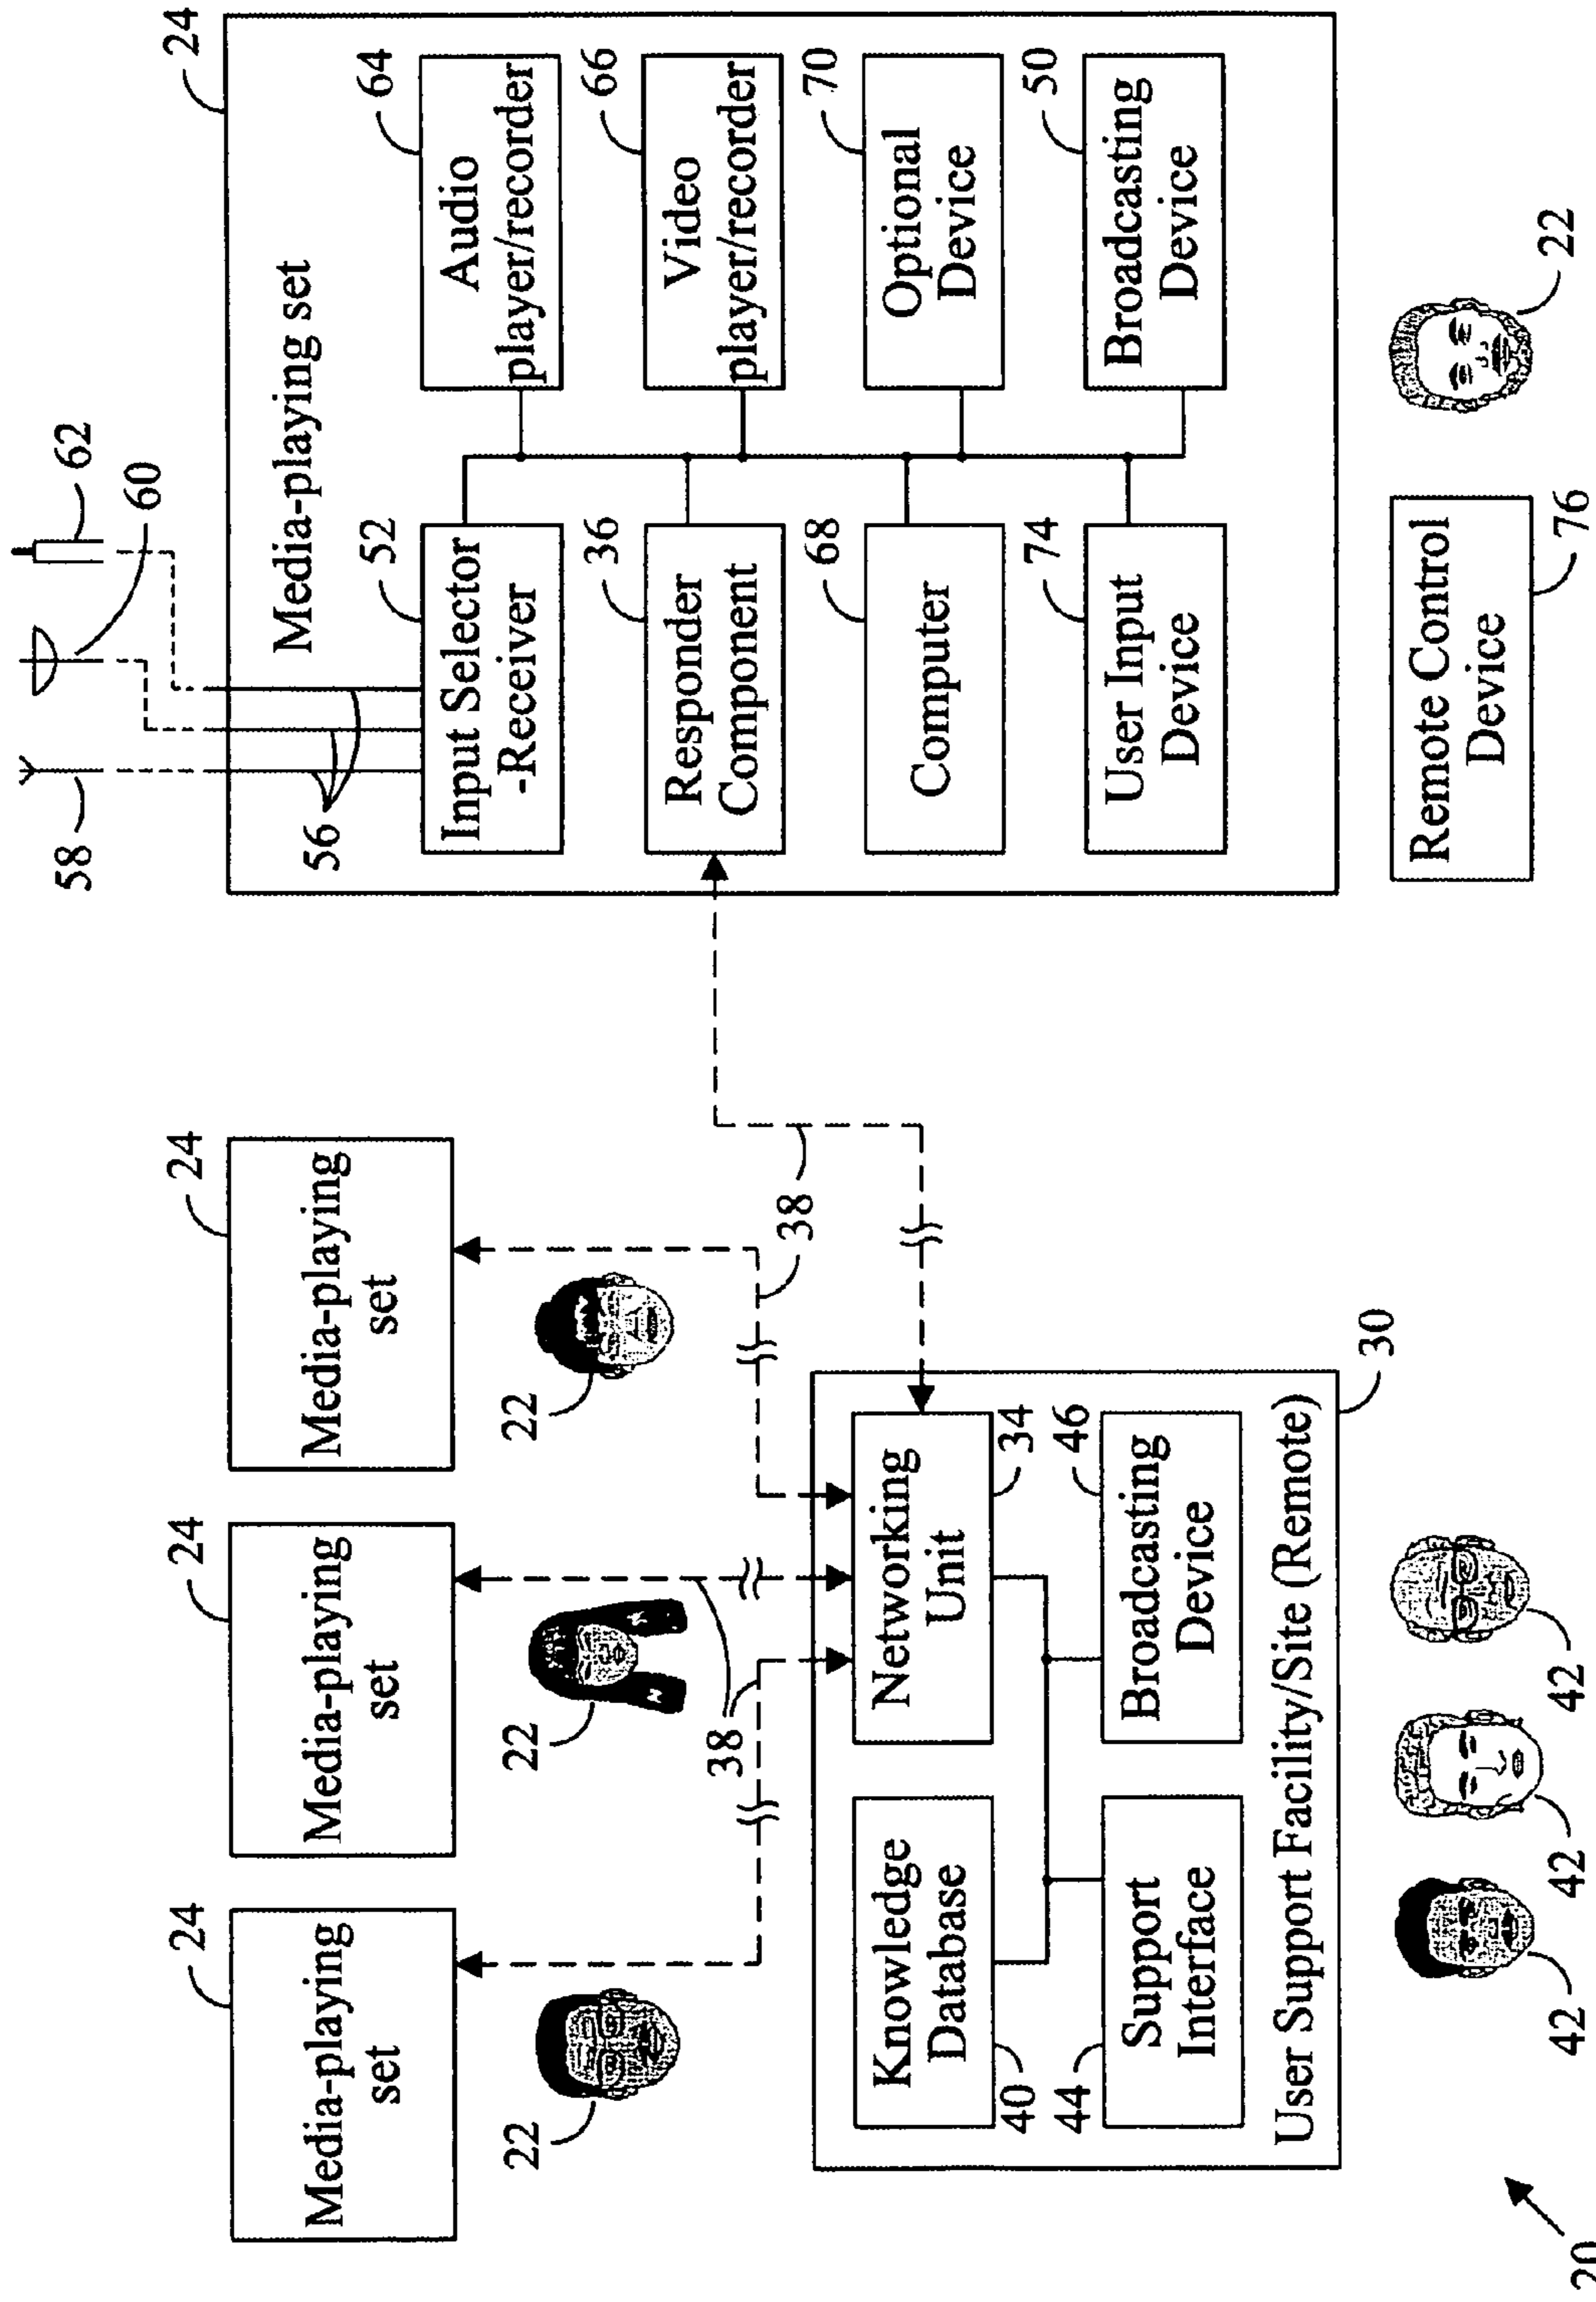 58
62
60
24
24
24
24
Media-playing
set
Media-playing
set
Media-playing
set
Media-playing set
56
52
Input Selector
-Receiver
64
Audio
player/recorder
22
22
22
36
Responder
Component
66
Video
player/recorder
38
38
38
68
Computer
70
Optional
Device
Knowledge
Database
40
Networking
Unit
34
74
User Input
Device
50
Broadcasting
Device
44
Support
Interface
46
Broadcasting
Device
User Support Facility/Site (Remote)
30
Remote Control
Device
76
22
42
42
42
20